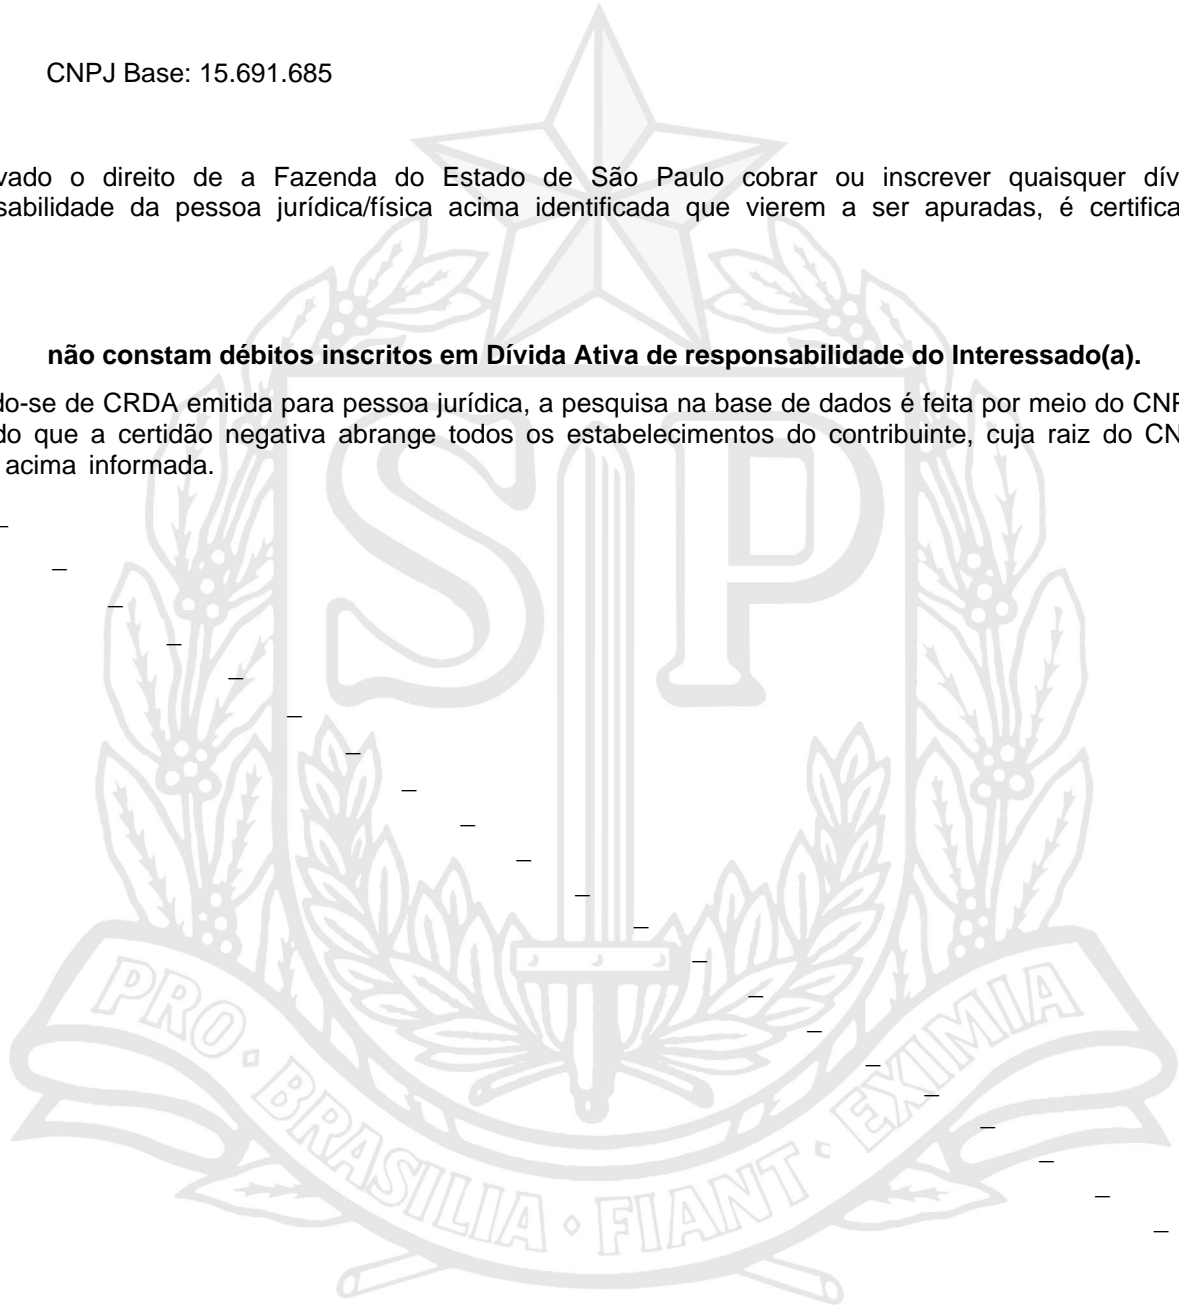 CNPJ Base: 15.691.685
vado o direito de a Fazenda do Estado de São Paulo cobrar ou inscrever quaisquer dív
sabilidade da pessoa jurídica/física acima identificada que vierem a ser apuradas, é certifica
não constam débitos inscritos em Dívida Ativa de responsabilidade do Interessado(a).
do-se de CRDA emitida para pessoa jurídica, a pesquisa na base de dados é feita por meio do CNP
do que a certidão negativa abrange todos os estabelecimentos do contribuinte, cuja raiz do CN
acima informada.
SP
PRO · BRASILIA · FIANT · EXIMIA